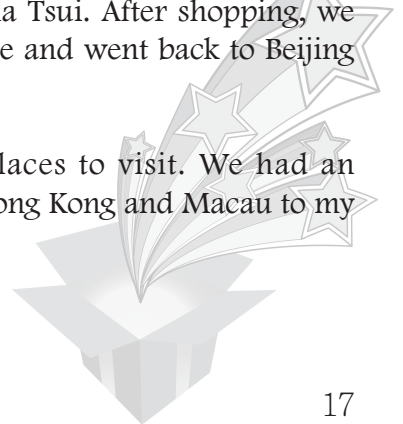 a Tsui. After shopping, we
e and went back to Beijing
laces to visit. We had an
ong Kong and Macau to my
17